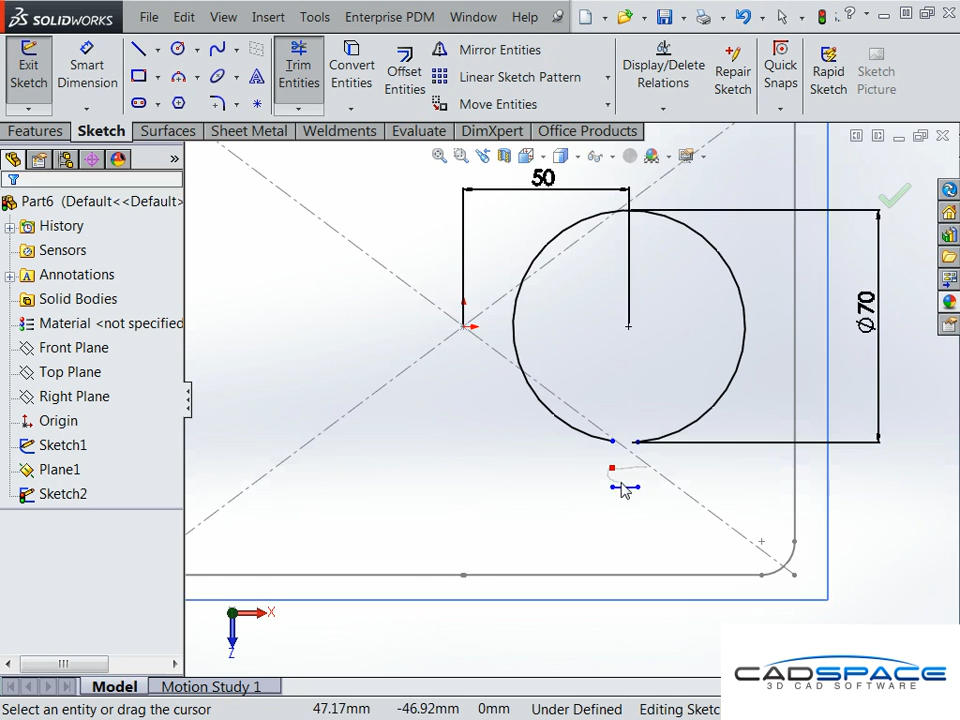 SOLIDWORKS
File Edit View Insert Tools Enterprise PDM Window Help
Exit Sketch
Smart Dimension
Trim Entities
Convert Entities
Offset Entities
Mirror Entities
Linear Sketch Pattern
Move Entities
Display/Delete Relations
Repair Sketch
Quick Snaps
Rapid Sketch
Sketch Picture
Features Sketch Surfaces Sheet Metal Weldments Evaluate DimXpert Office Products
Part6 (Default<<Default>
History
Sensors
Annotations
Solid Bodies
Material <not specified
Front Plane
Top Plane
Right Plane
Origin
Sketch1
Plane1
Sketch2
50
Ø70
X
Z
Model Motion Study 1
Select an entity or drag the cursor 47.17mm -46.92mm 0mm Under Defined Editing Sketc
CADSPACE
3D CAD SOFTWARE